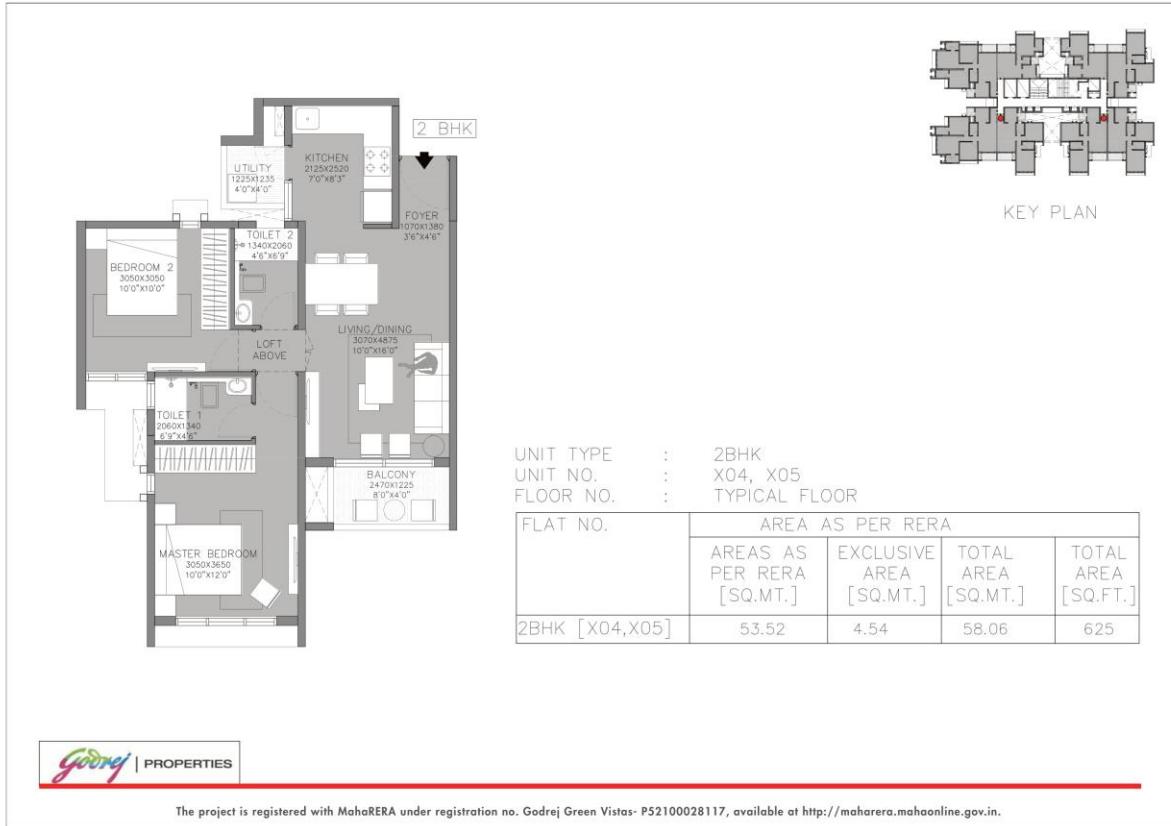 2 BHK
KITCHEN
2125X2520
7'0"X8'3"
UTILITY
1225X1235
4'0"X4'0"
FOYER
1070X1380
3'6"X4'6"
TOILET 2
1340X2060
4'6"X6'9"
BEDROOM 2
3050X3050
10'0"X10'0"
LIVING/DINING
3070X4875
10'0"X16'0"
LOFT
ABOVE
TOILET 1
2060X1340
6'9"X4'6"
BALCONY
2470X1225
8'0"X4'0"
MASTER BEDROOM
3050X3650
10'0"X12'0"
KEY PLAN
UNIT TYPE : 2BHK
UNIT NO. : X04, X05
FLOOR NO. : TYPICAL FLOOR
FLAT NO. AREA AS PER RERA
AREAS AS PER RERA [SQ.MT.] EXCLUSIVE AREA [SQ.MT.] TOTAL AREA [SQ.MT.] TOTAL AREA [SQ.FT.]
2BHK [X04,X05] 53.52 4.54 58.06 625
Godrej | PROPERTIES
The project is registered with MahaRERA under registration no. Godrej Green Vistas- P52100028117, available at http://maharera.mahaonline.gov.in.